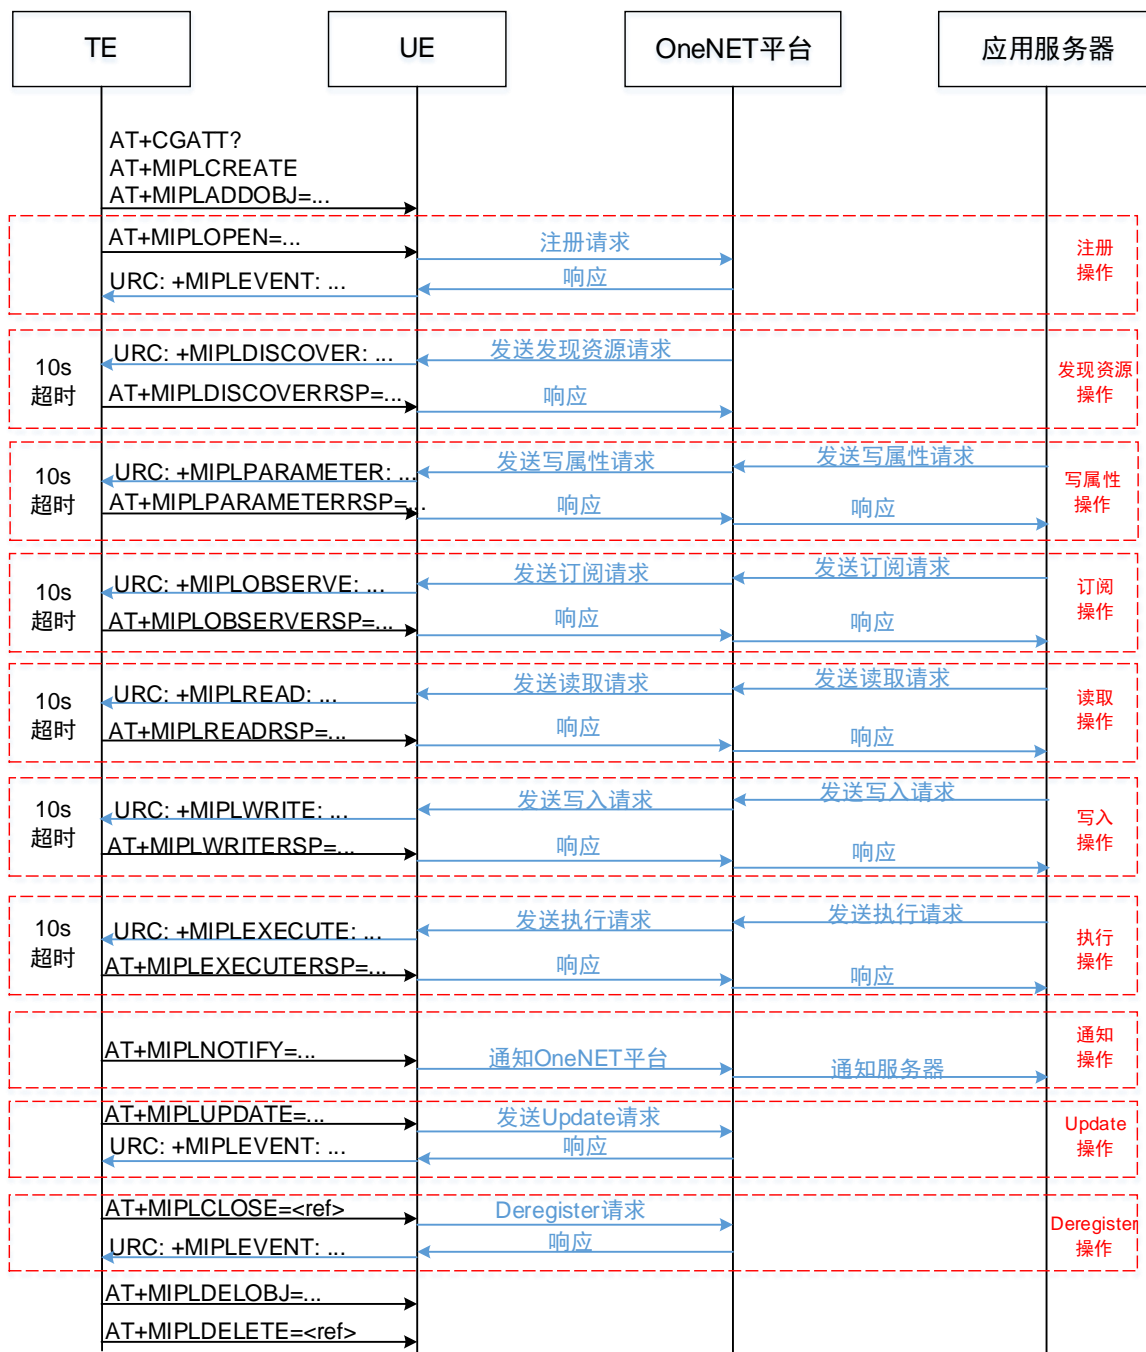 TE
UE
OneNET平台
应用服务器
AT+CGATT?
AT+MIPLCREATE
AT+MIPLADDOBJ=...
AT+MIPLOPEN=...
注册请求
注册
操作
URC: +MIPLEVENT: ...
响应
10s
超时
URC: +MIPLDISCOVER: ...
发送发现资源请求
发现资源
操作
AT+MIPLDISCOVERRSP=...
响应
10s
超时
URC: +MIPLPARAMETER: ...
发送写属性请求
发送写属性请求
写属性
操作
AT+MIPLPARAMETERRSP=...
响应
响应
10s
超时
URC: +MIPLOBSERVE: ...
发送订阅请求
发送订阅请求
订阅
操作
AT+MIPLOBSERVERSP=...
响应
响应
10s
超时
URC: +MIPLREAD: ...
发送读取请求
发送读取请求
读取
操作
AT+MIPLREADRSP=...
响应
响应
10s
超时
URC: +MIPLWRITE: ...
发送写入请求
发送写入请求
写入
操作
AT+MIPLWRITERSP=...
响应
响应
10s
超时
URC: +MIPLEXECUTE: ...
发送执行请求
发送执行请求
执行
操作
AT+MIPLEXECUTERSP=...
响应
响应
AT+MIPLNOTIFY=...
通知OneNET平台
通知服务器
通知
操作
AT+MIPLUPDATE=...
发送Update请求
Update
操作
URC: +MIPLEVENT: ...
响应
AT+MIPLCLOSE=<ref>
Deregister请求
Deregister
操作
URC: +MIPLEVENT: ...
响应
AT+MIPLDELOBJ=...
AT+MIPLDELETE=<ref>